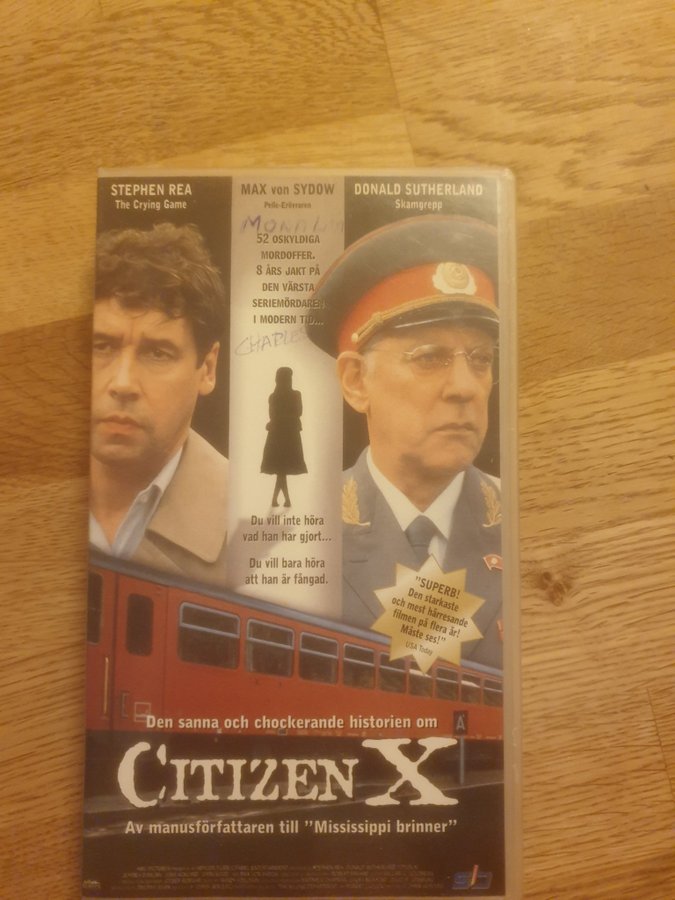 STEPHEN REA
The Crying Game
MAX von SYDOW
Pelle-Erövraren
DONALD SUTHERLAND
Skamgrepp
52 OSKYLDIGA
MORDOFFER.
8 ÅRS JAKT PÅ
DEN VÄRSTA
SERIEMÖRDAREN
I MODERN TID...
CHARLES
Du vill inte höra
vad han har gjort...
Du vill bara höra
att han är fångad.
"SUPERB!
Den starkaste
och mest hårresande
filmen på flera år!
Måste ses!"
USA Today
A
Den sanna och chockerande historien om
CITIZEN X
Av manusförfattaren till "Mississippi brinner"